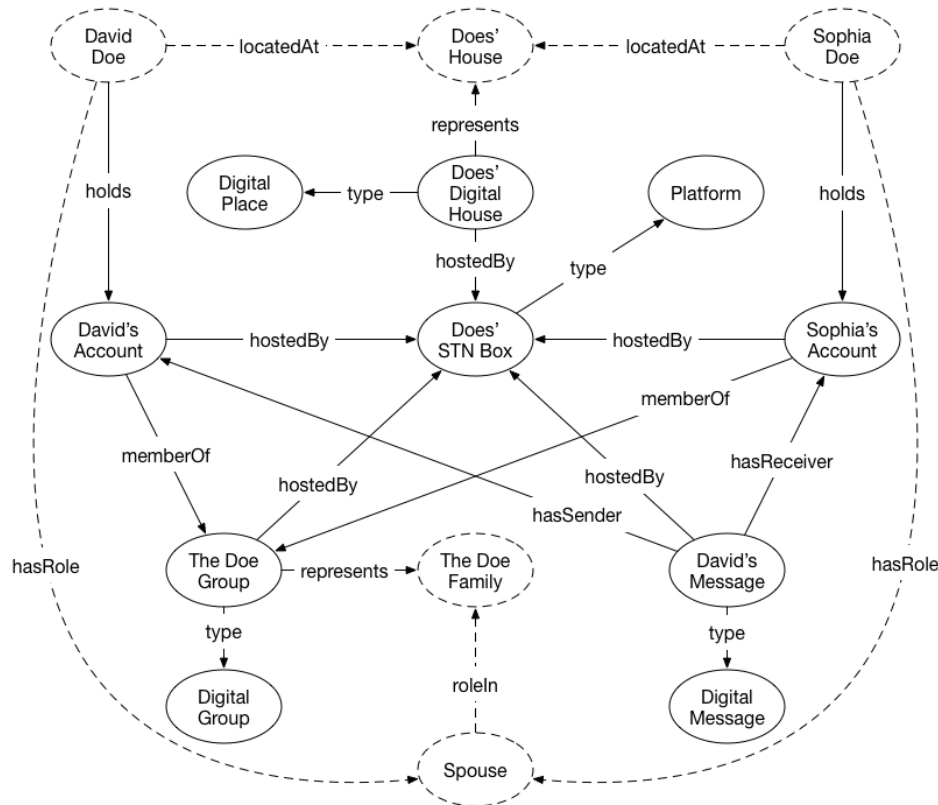 David
Doe
locatedAt
Does'
House
locatedAt
Sophia
Doe
represents
holds
Digital
Place
type
Does'
Digital
House
Platform
holds
hostedBy
type
David's
Account
hostedBy
Does'
STN Box
hostedBy
Sophia's
Account
memberOf
memberOf
hostedBy
hostedBy
hasReceiver
hasSender
hasRole
The Doe
Group
represents
The Doe
Family
David's
Message
hasRole
type
type
Digital
Group
roleIn
Digital
Message
Spouse